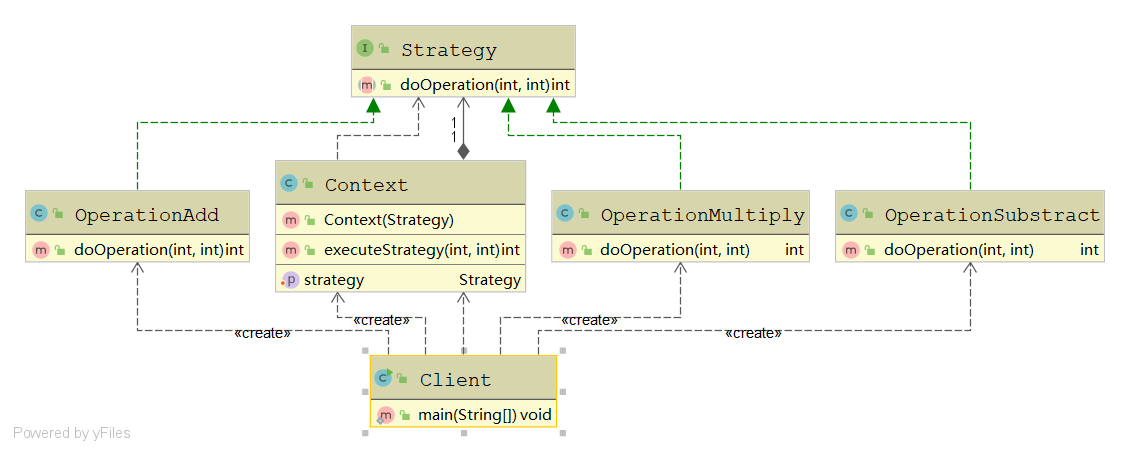 I Strategy
m doOperation(int, int) int
1
1
C Context
m Context(Strategy)
m executeStrategy(int, int) int
p strategy Strategy
C OperationAdd
m doOperation(int, int) int
C OperationMultiply
m doOperation(int, int) int
C OperationSubstract
m doOperation(int, int) int
«create»
«create»
«create»
«create»
C Client
m main(String[]) void
Powered by yFiles